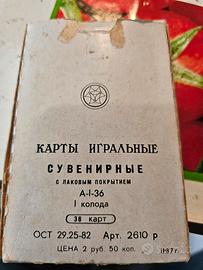 КАРТЫ ИГРАЛЬНЫЕ
СУВЕНИРНЫЕ
С ЛАКОВЫМ ПОКРЫТИЕМ
А-I-36
1 колода
36 карт
ОСТ 29.25-82 Арт. 2610 р
ЦЕНА 2 руб. 50 коп.